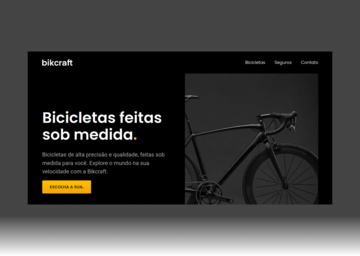 bikcraft
Bicicletas Seguros Contato
Bicicletas feitas
sob medida.
Bicicletas de alta precisão e qualidade, feitas sob
medida para você. Explore o mundo na sua
velocidade com a Bikcraft.
ESCOLHA A SUA